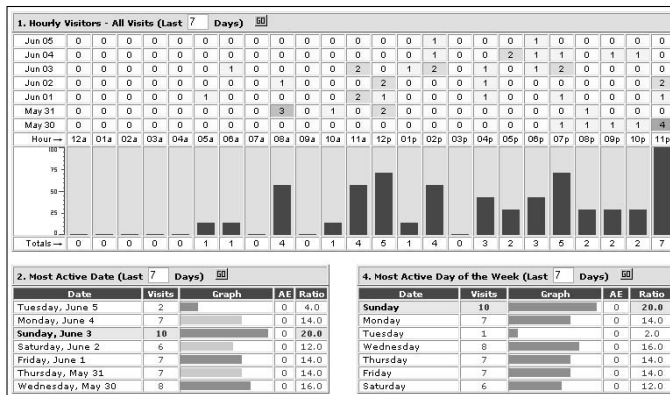 1. Hourly Visitors - All Visits (Last 7 Days) GO
Jun 05 0 0 0 0 0 0 0 0 0 0 0 0 0 0 1 0 0 0 1 0 0 0 0 0
Jun 04 0 0 0 0 0 0 0 0 0 0 0 0 0 0 1 0 0 2 1 1 0 1 1 0
Jun 03 0 0 0 0 0 0 1 0 0 0 0 2 0 1 2 0 1 0 1 2 0 0 0 0
Jun 02 0 0 0 0 0 0 0 0 1 0 0 0 2 0 0 0 1 0 0 0 0 0 0 2
Jun 01 0 0 0 0 0 1 0 0 0 0 0 2 1 0 0 0 1 0 0 1 0 0 0 1
May 31 0 0 0 0 0 0 0 0 3 0 1 0 2 0 0 0 0 0 0 0 1 0 0 0
May 30 0 0 0 0 0 0 0 0 0 0 0 0 0 0 0 0 0 0 0 1 1 1 1 4
Hour→ 12a 01a 02a 03a 04a 05a 06a 07a 08a 09a 10a 11a 12p 01p 02p 03p 04p 05p 06p 07p 08p 09p 10p 11p
100
75
50
25
0
Totals→ 0 0 0 0 0 1 1 0 4 0 1 4 5 1 4 0 3 2 3 5 2 2 2 7
2. Most Active Date (Last 7 Days) GO
Date Visits Graph AE Ratio
Tuesday, June 5 2 0 4.0
Monday, June 4 7 0 14.0
Sunday, June 3 10 0 20.0
Saturday, June 2 6 0 12.0
Friday, June 1 7 0 14.0
Thursday, May 31 7 0 14.0
Wednesday, May 30 8 0 16.0
4. Most Active Day of the Week (Last 7 Days) GO
Date Visits Graph AE Ratio
Sunday 10 0 20.0
Monday 7 0 14.0
Tuesday 1 0 2.0
Wednesday 8 0 16.0
Thursday 7 0 14.0
Friday 7 0 14.0
Saturday 6 0 12.0